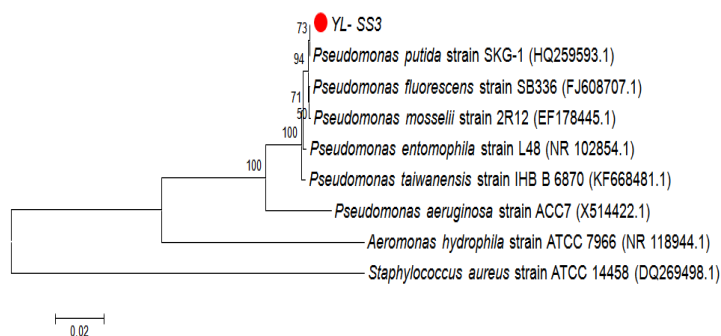 73
YL- SS3
94
Pseudomonas putida strain SKG-1 (HQ259593.1)
Pseudomonas fluorescens strain SB336 (FJ608707.1)
71
50
Pseudomonas mosselii strain 2R12 (EF178445.1)
100
Pseudomonas entomophila strain L48 (NR 102854.1)
100
Pseudomonas taiwanensis strain IHB B 6870 (KF668481.1)
Pseudomonas aeruginosa strain ACC7 (X514422.1)
Aeromonas hydrophila strain ATCC 7966 (NR 118944.1)
Staphylococcus aureus strain ATCC 14458 (DQ269498.1)
0.02